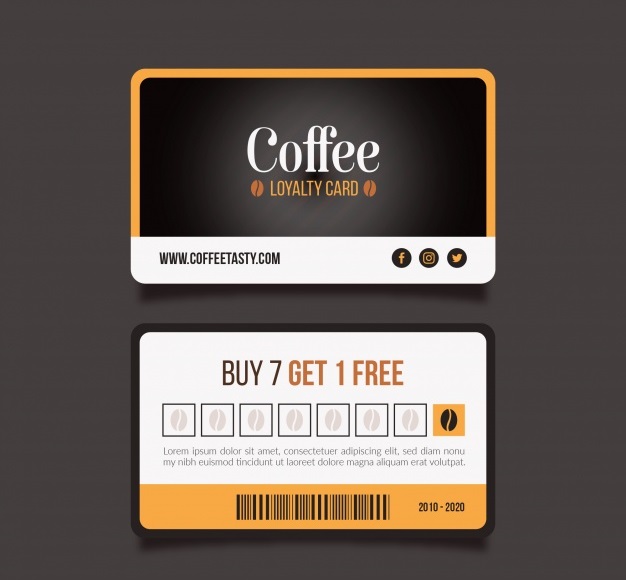 Coffee
LOYALTY CARD
WWW.COFFEETASTY.COM
BUY 7 GET 1 FREE
Lorem ipsum dolor sit amet, consectetuer adipiscing elit, sed diam nonum-
my nibh euismod tincidunt ut laoreet dolore magna aliquam erat volutpat.
2010 - 2020